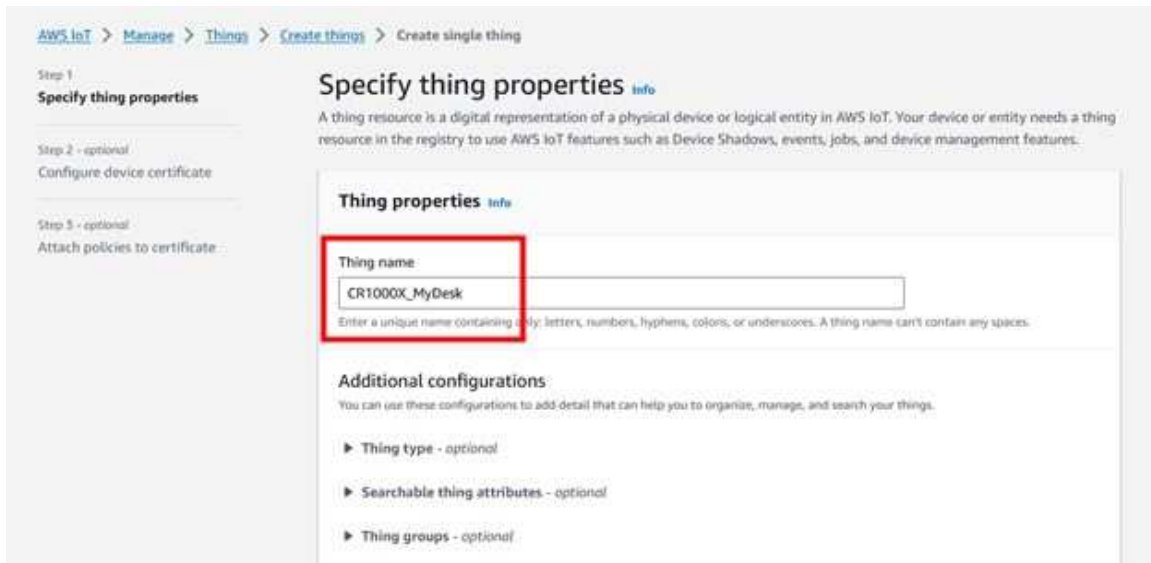 AWS IoT > Manage > Things > Create things > Create single thing
Step 1
Specify thing properties
Step 2 - optional
Configure device certificate
Step 3 - optional
Attach policies to certificate
Specify thing properties Info
A thing resource is a digital representation of a physical device or logical entity in AWS IoT. Your device or entity needs a thing
resource in the registry to use AWS IoT features such as Device Shadows, events, jobs, and device management features.
Thing properties Info
Thing name
CR1000X_MyDesk
Enter a unique name containing only: letters, numbers, hyphens, colons, or underscores. A thing name can't contain any spaces.
Additional configurations
You can use these configurations to add detail that can help you to organize, manage, and search your things.
Thing type - optional
Searchable thing attributes - optional
Thing groups - optional